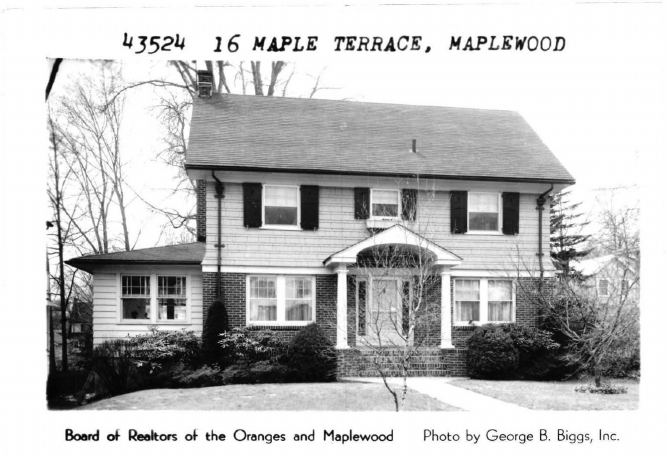 43524 16 MAPLE TERRACE, MAPLEWOOD
Board of Realtors of the Oranges and Maplewood Photo by George B. Biggs, Inc.